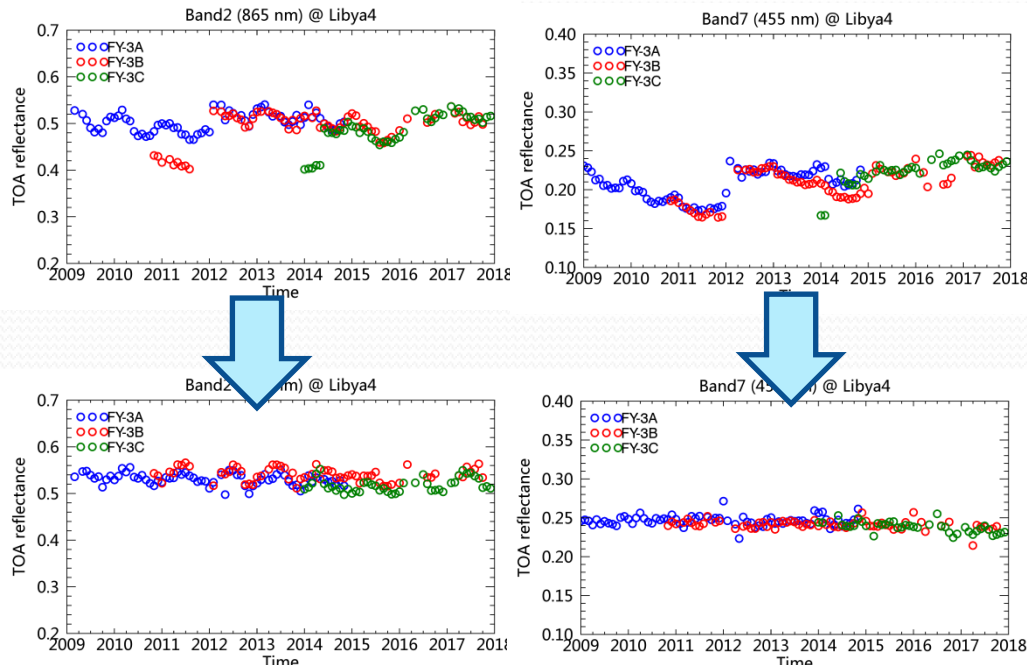 Band2 (865 nm) @ Libya4
0.7
0.6
0.5
0.4
0.3
0.2
TOA reflectance
FY-3A
FY-3B
FY-3C
2009 2010 2011 2012 2013 2014 2015 2016 2017 2018
Time
Band7 (455 nm) @ Libya4
0.40
0.35
0.30
0.25
0.20
0.15
0.10
TOA reflectance
FY-3A
FY-3B
FY-3C
2009 2010 2011 2012 2013 2014 2015 2016 2017 2018
Time
Band2 @ Libya4
0.7
0.6
0.5
0.4
0.3
0.2
TOA reflectance
FY-3A
FY-3B
FY-3C
2009 2010 2011 2012 2013 2014 2015 2016 2017 2018
Time
Band7 @ Libya4
0.40
0.35
0.30
0.25
0.20
0.15
0.10
TOA reflectance
FY-3A
FY-3B
FY-3C
2009 2010 2011 2012 2013 2014 2015 2016 2017 2018
Time